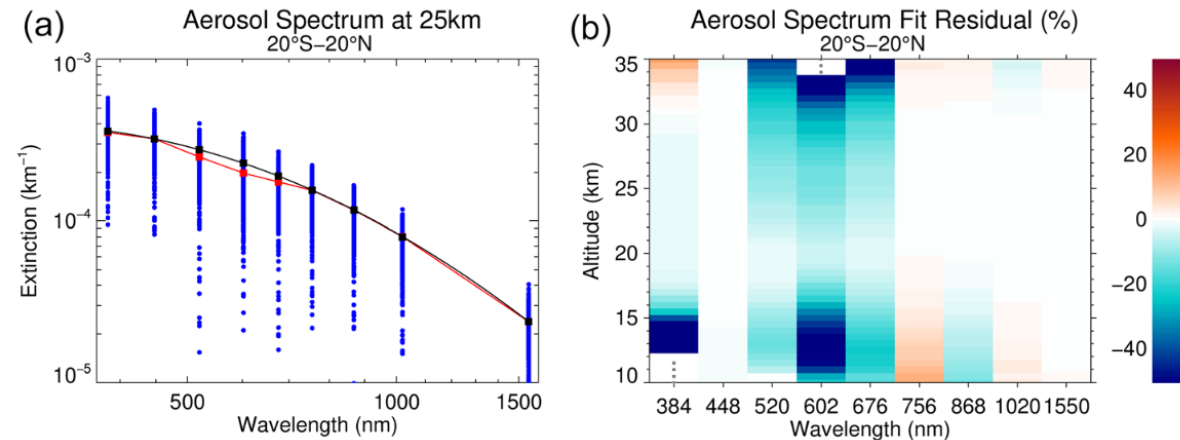 (a)
Aerosol Spectrum at 25km
20°S−20°N
Extinction (km⁻¹)
10⁻³
10⁻⁴
10⁻⁵
500
1000
1500
Wavelength (nm)
(b)
Aerosol Spectrum Fit Residual (%)
20°S−20°N
Altitude (km)
35
30
25
20
15
10
384 448 520 602 676 756 868 1020 1550
Wavelength (nm)
40
20
0
−20
−40